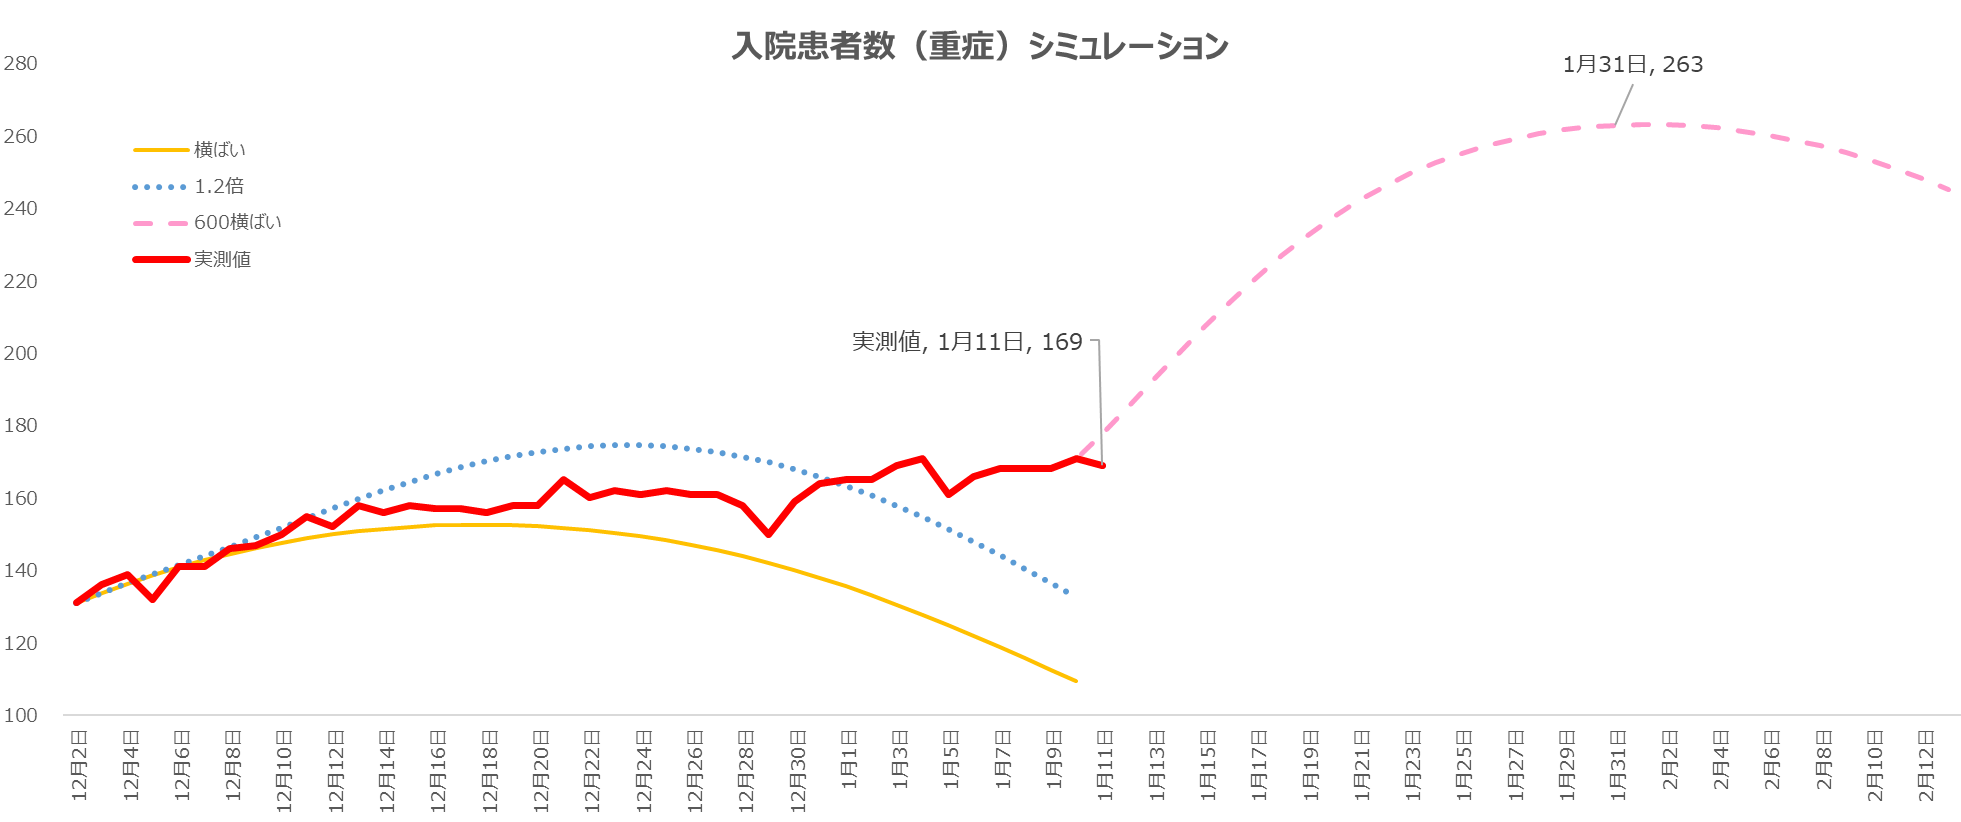 入院患者数（重症）シミュレーション
280
260
240
220
200
180
160
140
120
100
横ばい
1.2倍
600横ばい
実測値
1月31日, 263
実測値, 1月11日, 169
12月2日
12月4日
12月6日
12月8日
12月10日
12月12日
12月14日
12月16日
12月18日
12月20日
12月22日
12月24日
12月26日
12月28日
12月30日
1月1日
1月3日
1月5日
1月7日
1月9日
1月11日
1月13日
1月15日
1月17日
1月19日
1月21日
1月23日
1月25日
1月27日
1月29日
1月31日
2月2日
2月4日
2月6日
2月8日
2月10日
2月12日